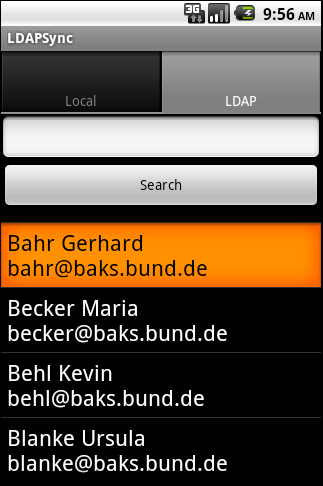 3G 9:56 AM
LDAPSync
Local LDAP
Search
Bahr Gerhard
bahr@baks.bund.de
Becker Maria
becker@baks.bund.de
Behl Kevin
behl@baks.bund.de
Blanke Ursula
blanke@baks.bund.de